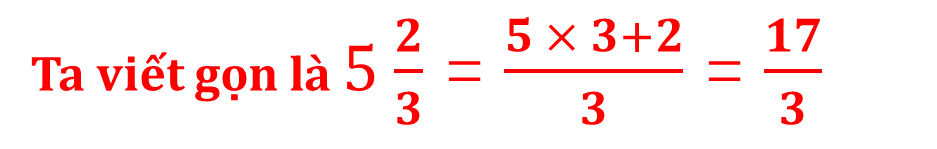 Ta viết gọn là 5 2/3 = (5 × 3+2)/3 = 17/3